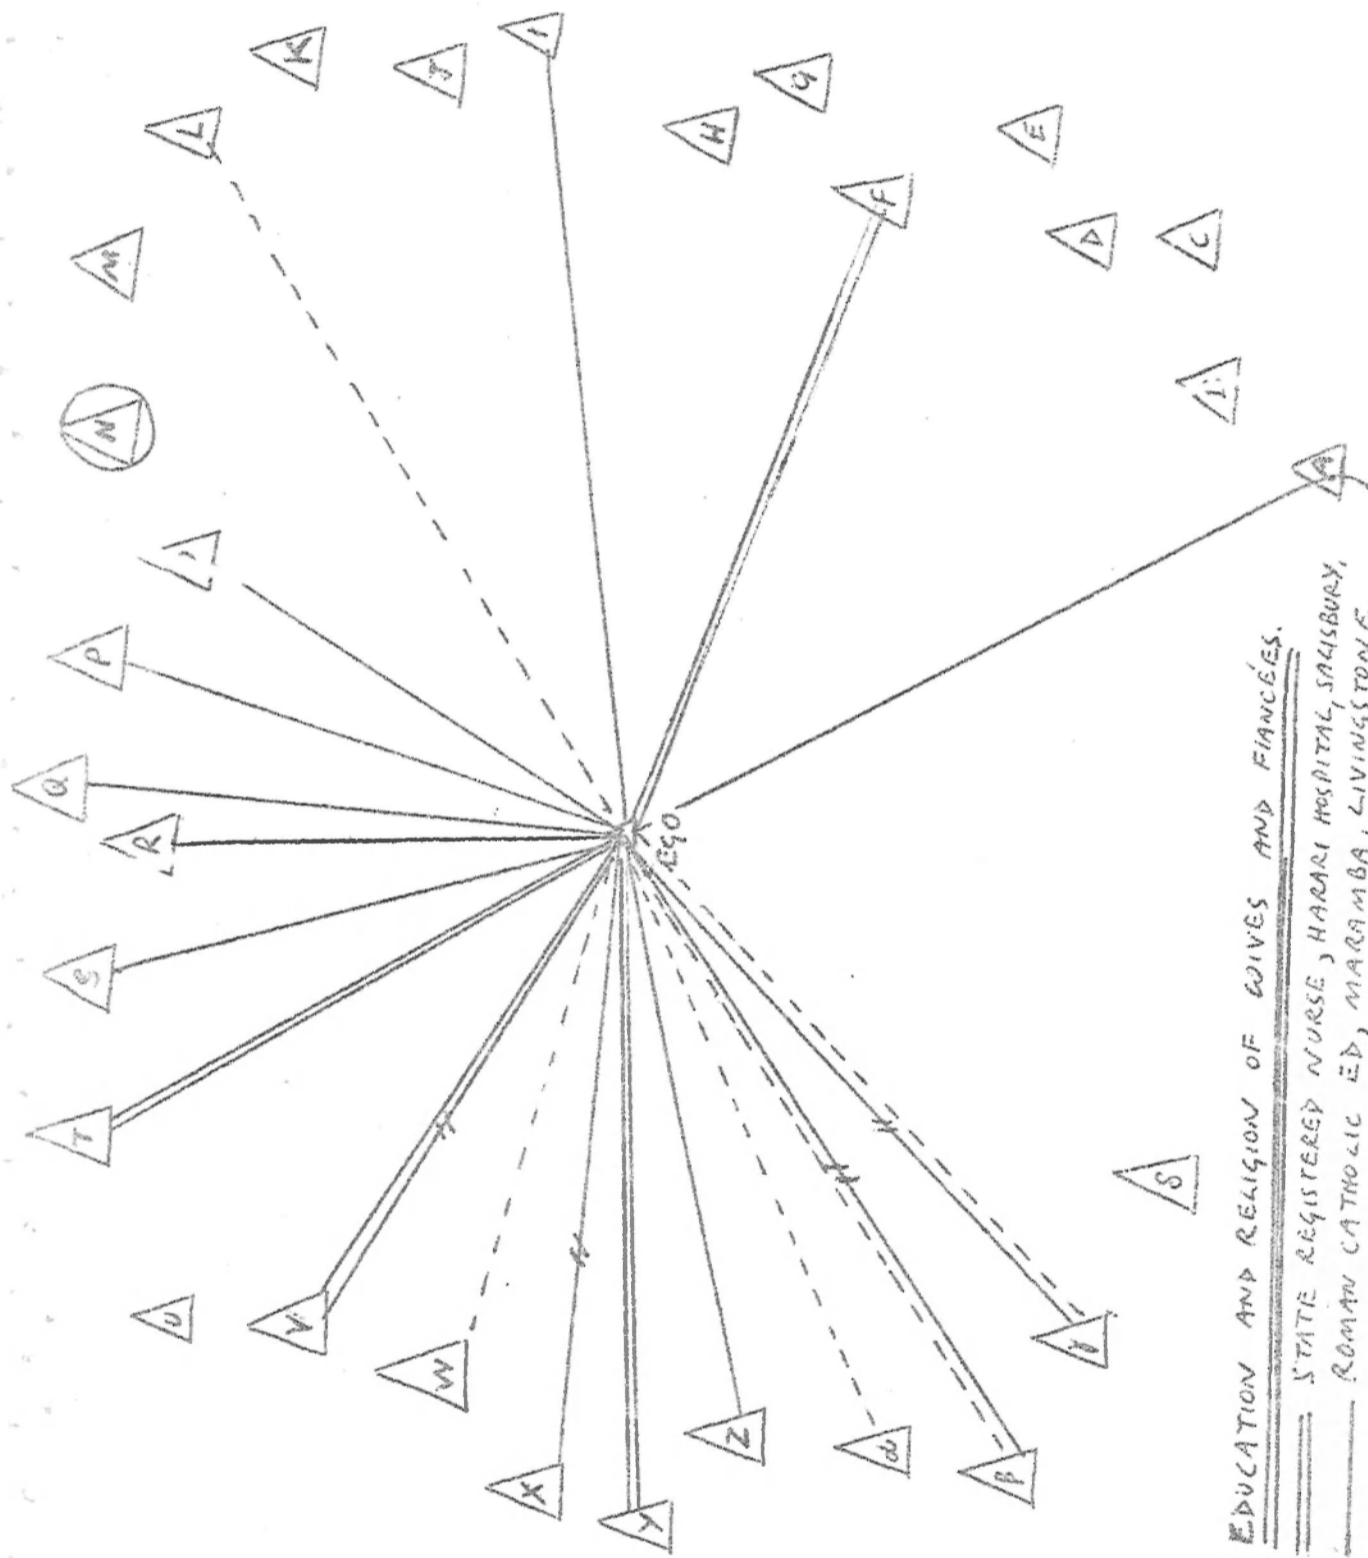 A
C
D
E
F
G
H
I
J
K
L
M
N
P
Q
R
S
T
U
V
W
X
Y
Z
α
β
γ
δ
EGO
EDUCATION AND RELIGION OF WIVES AND FIANCÉES.
STATE REGISTERED NURSE, HARARI HOSPITAL, SALISBURY.
ROMAN CATHOLIC ED, MARAMBA, LIVINGSTONE